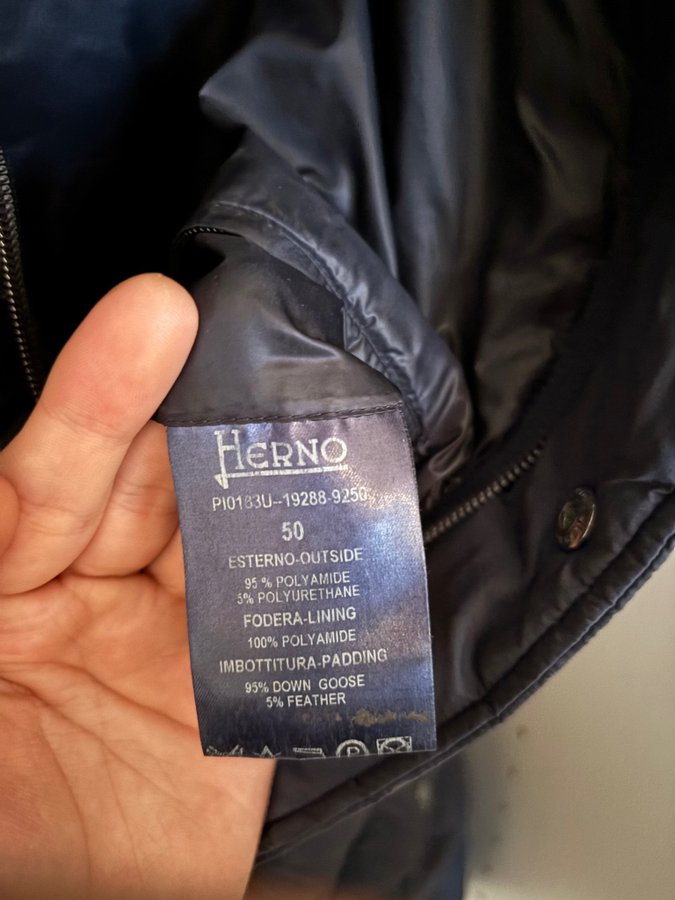 HERNO
PI0183U--19288-9250
50
ESTERNO-OUTSIDE
95 % POLYAMIDE
5% POLYURETHANE
FODERA-LINING
100% POLYAMIDE
IMBOTTITURA-PADDING
95% DOWN GOOSE
5% FEATHER
P